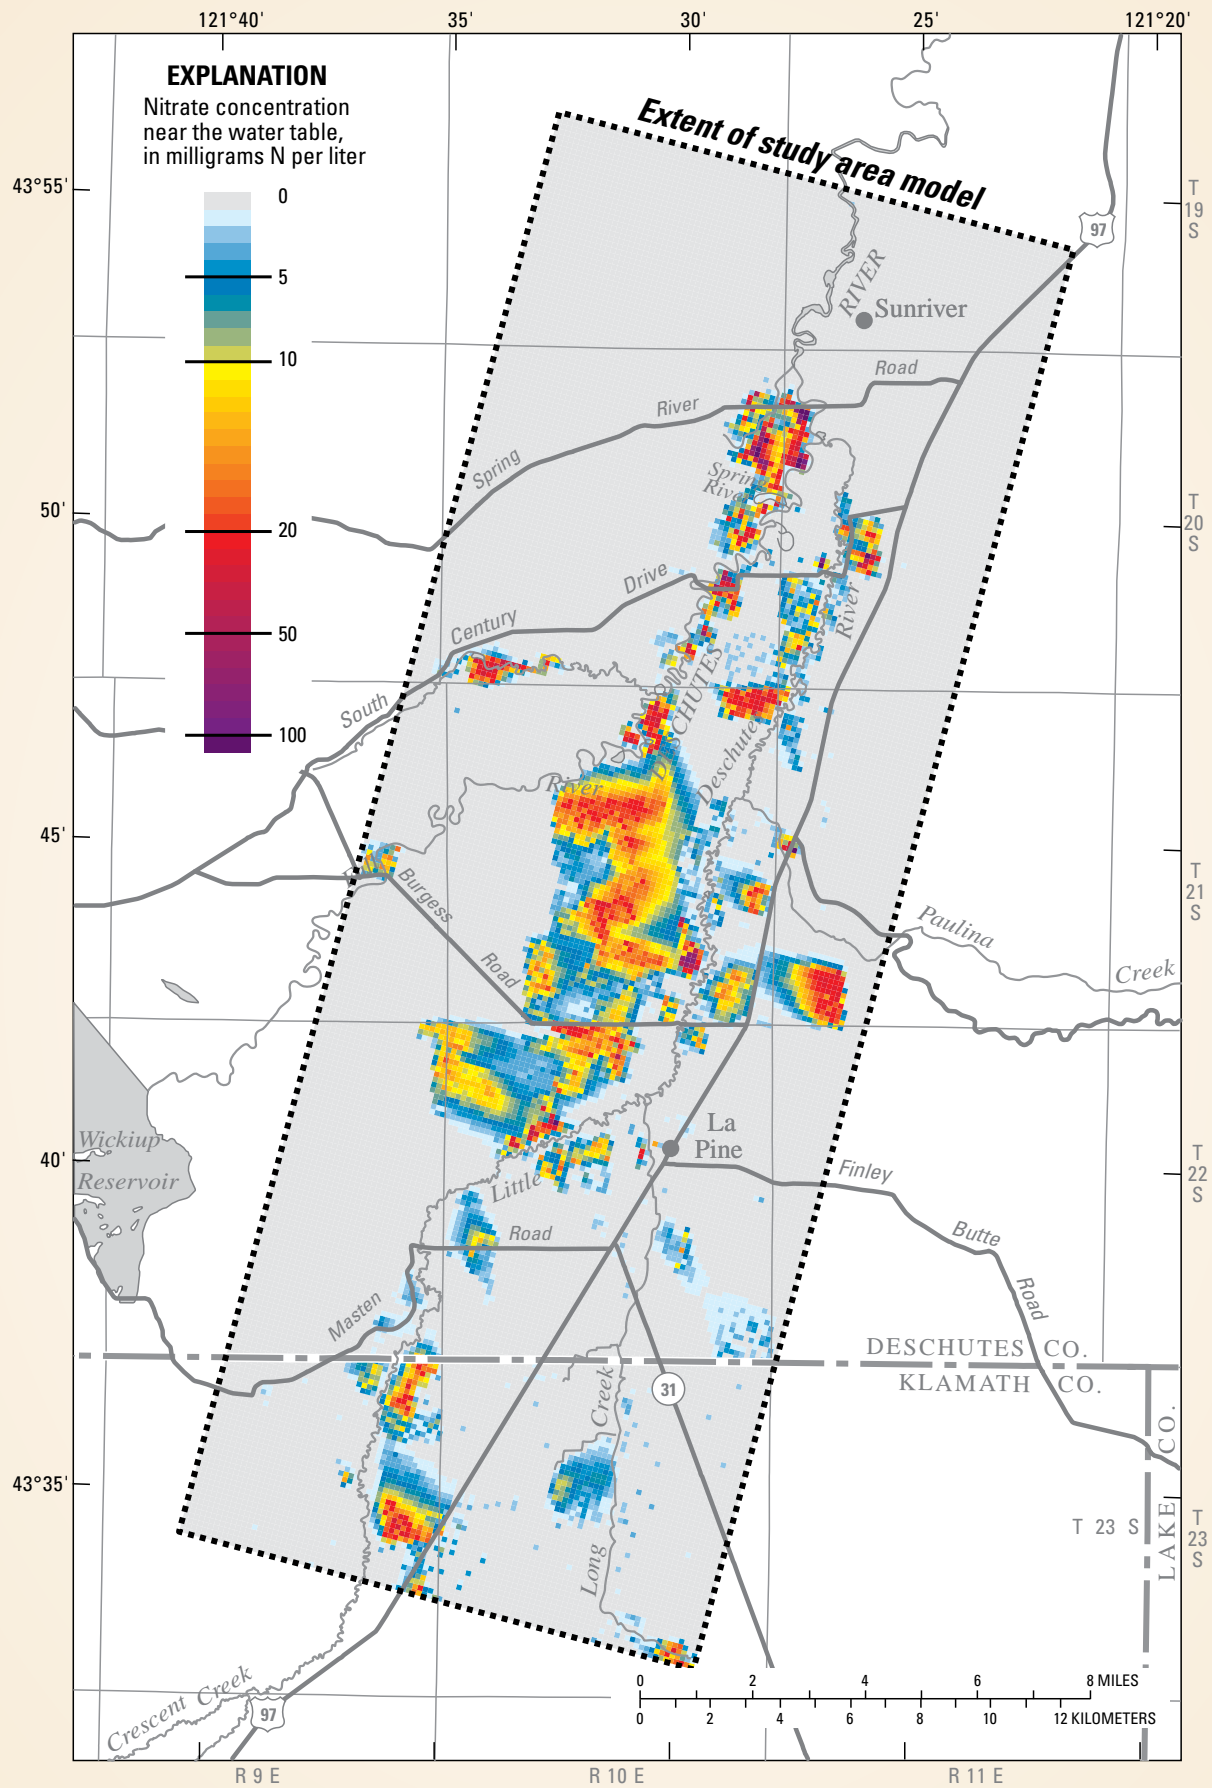 121°40'
35'
30'
25'
121°20'
EXPLANATION
Nitrate concentration
near the water table,
in milligrams N per liter
0
5
10
20
50
100
Extent of study area model
43°55'
T
19
S
97
RIVER
Sunriver
Road
River
Spring
Spring
River
50'
T
20
S
Drive
Century
River
South
DESCHUTES
Deschutes
River
45'
T
21
S
Burgess
Road
Paulina
Creek
La
Pine
Wickiup
Reservoir
40'
T
22
S
Finley
Butte
Road
Little
Road
Masten
DESCHUTES CO.
KLAMATH CO.
31
Creek
LAKE CO.
43°35'
T 23 S
T
23
S
Long
0 2 4 6 8 MILES
0 2 4 6 8 10 12 KILOMETERS
Crescent Creek
97
R 9 E
R 10 E
R 11 E